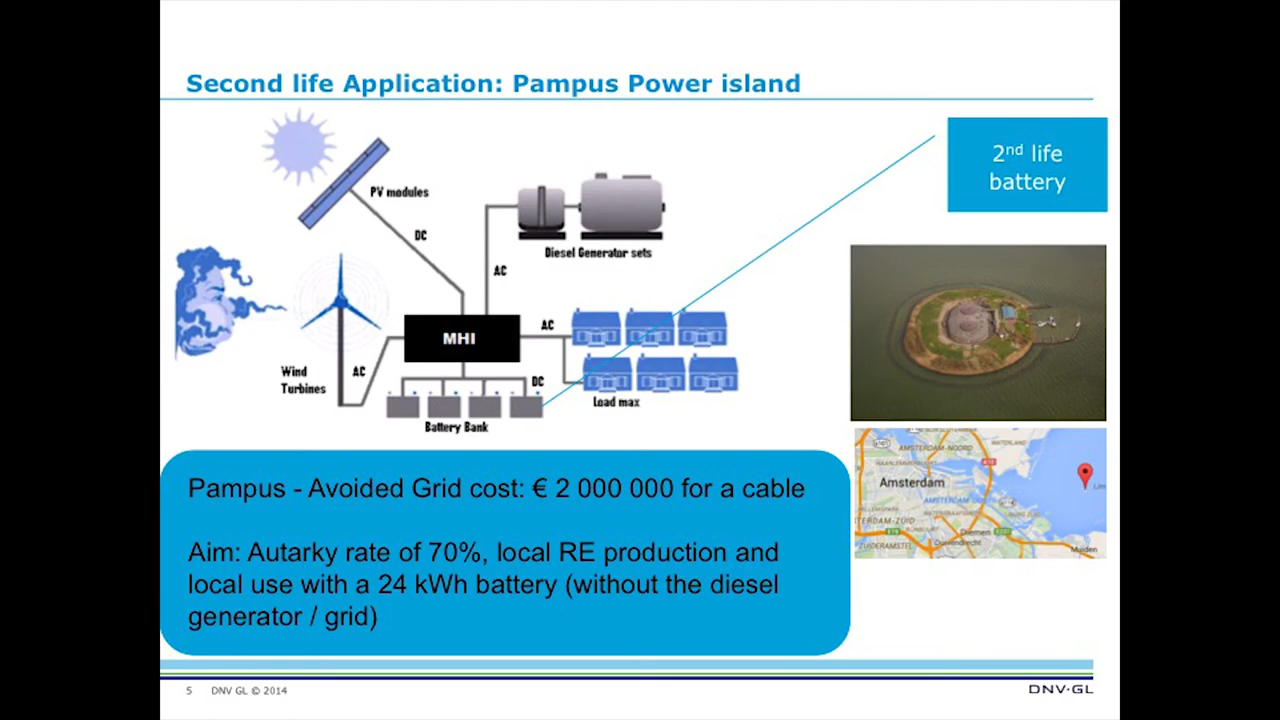 Second life Application: Pampus Power island
2nd life
battery
PV modules
DC
Diesel Generator sets
AC
AC
MHI
Wind
Turbines
AC
DC
Load max
Battery Bank
Pampus - Avoided Grid cost: € 2 000 000 for a cable
Aim: Autarky rate of 70%, local RE production and
local use with a 24 kWh battery (without the diesel
generator / grid)
AMSTERDAM-NOORD
WATERLAND
Amsterdam
Diemen
Muiden
5 DNV GL © 2014
DNV·GL